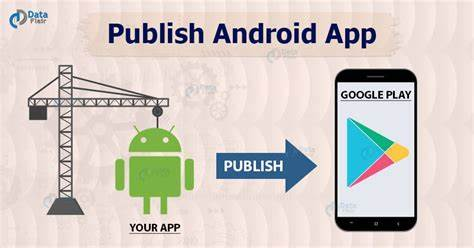 Data
Flair
Publish Android App
GOOGLE PLAY
PUBLISH
YOUR APP